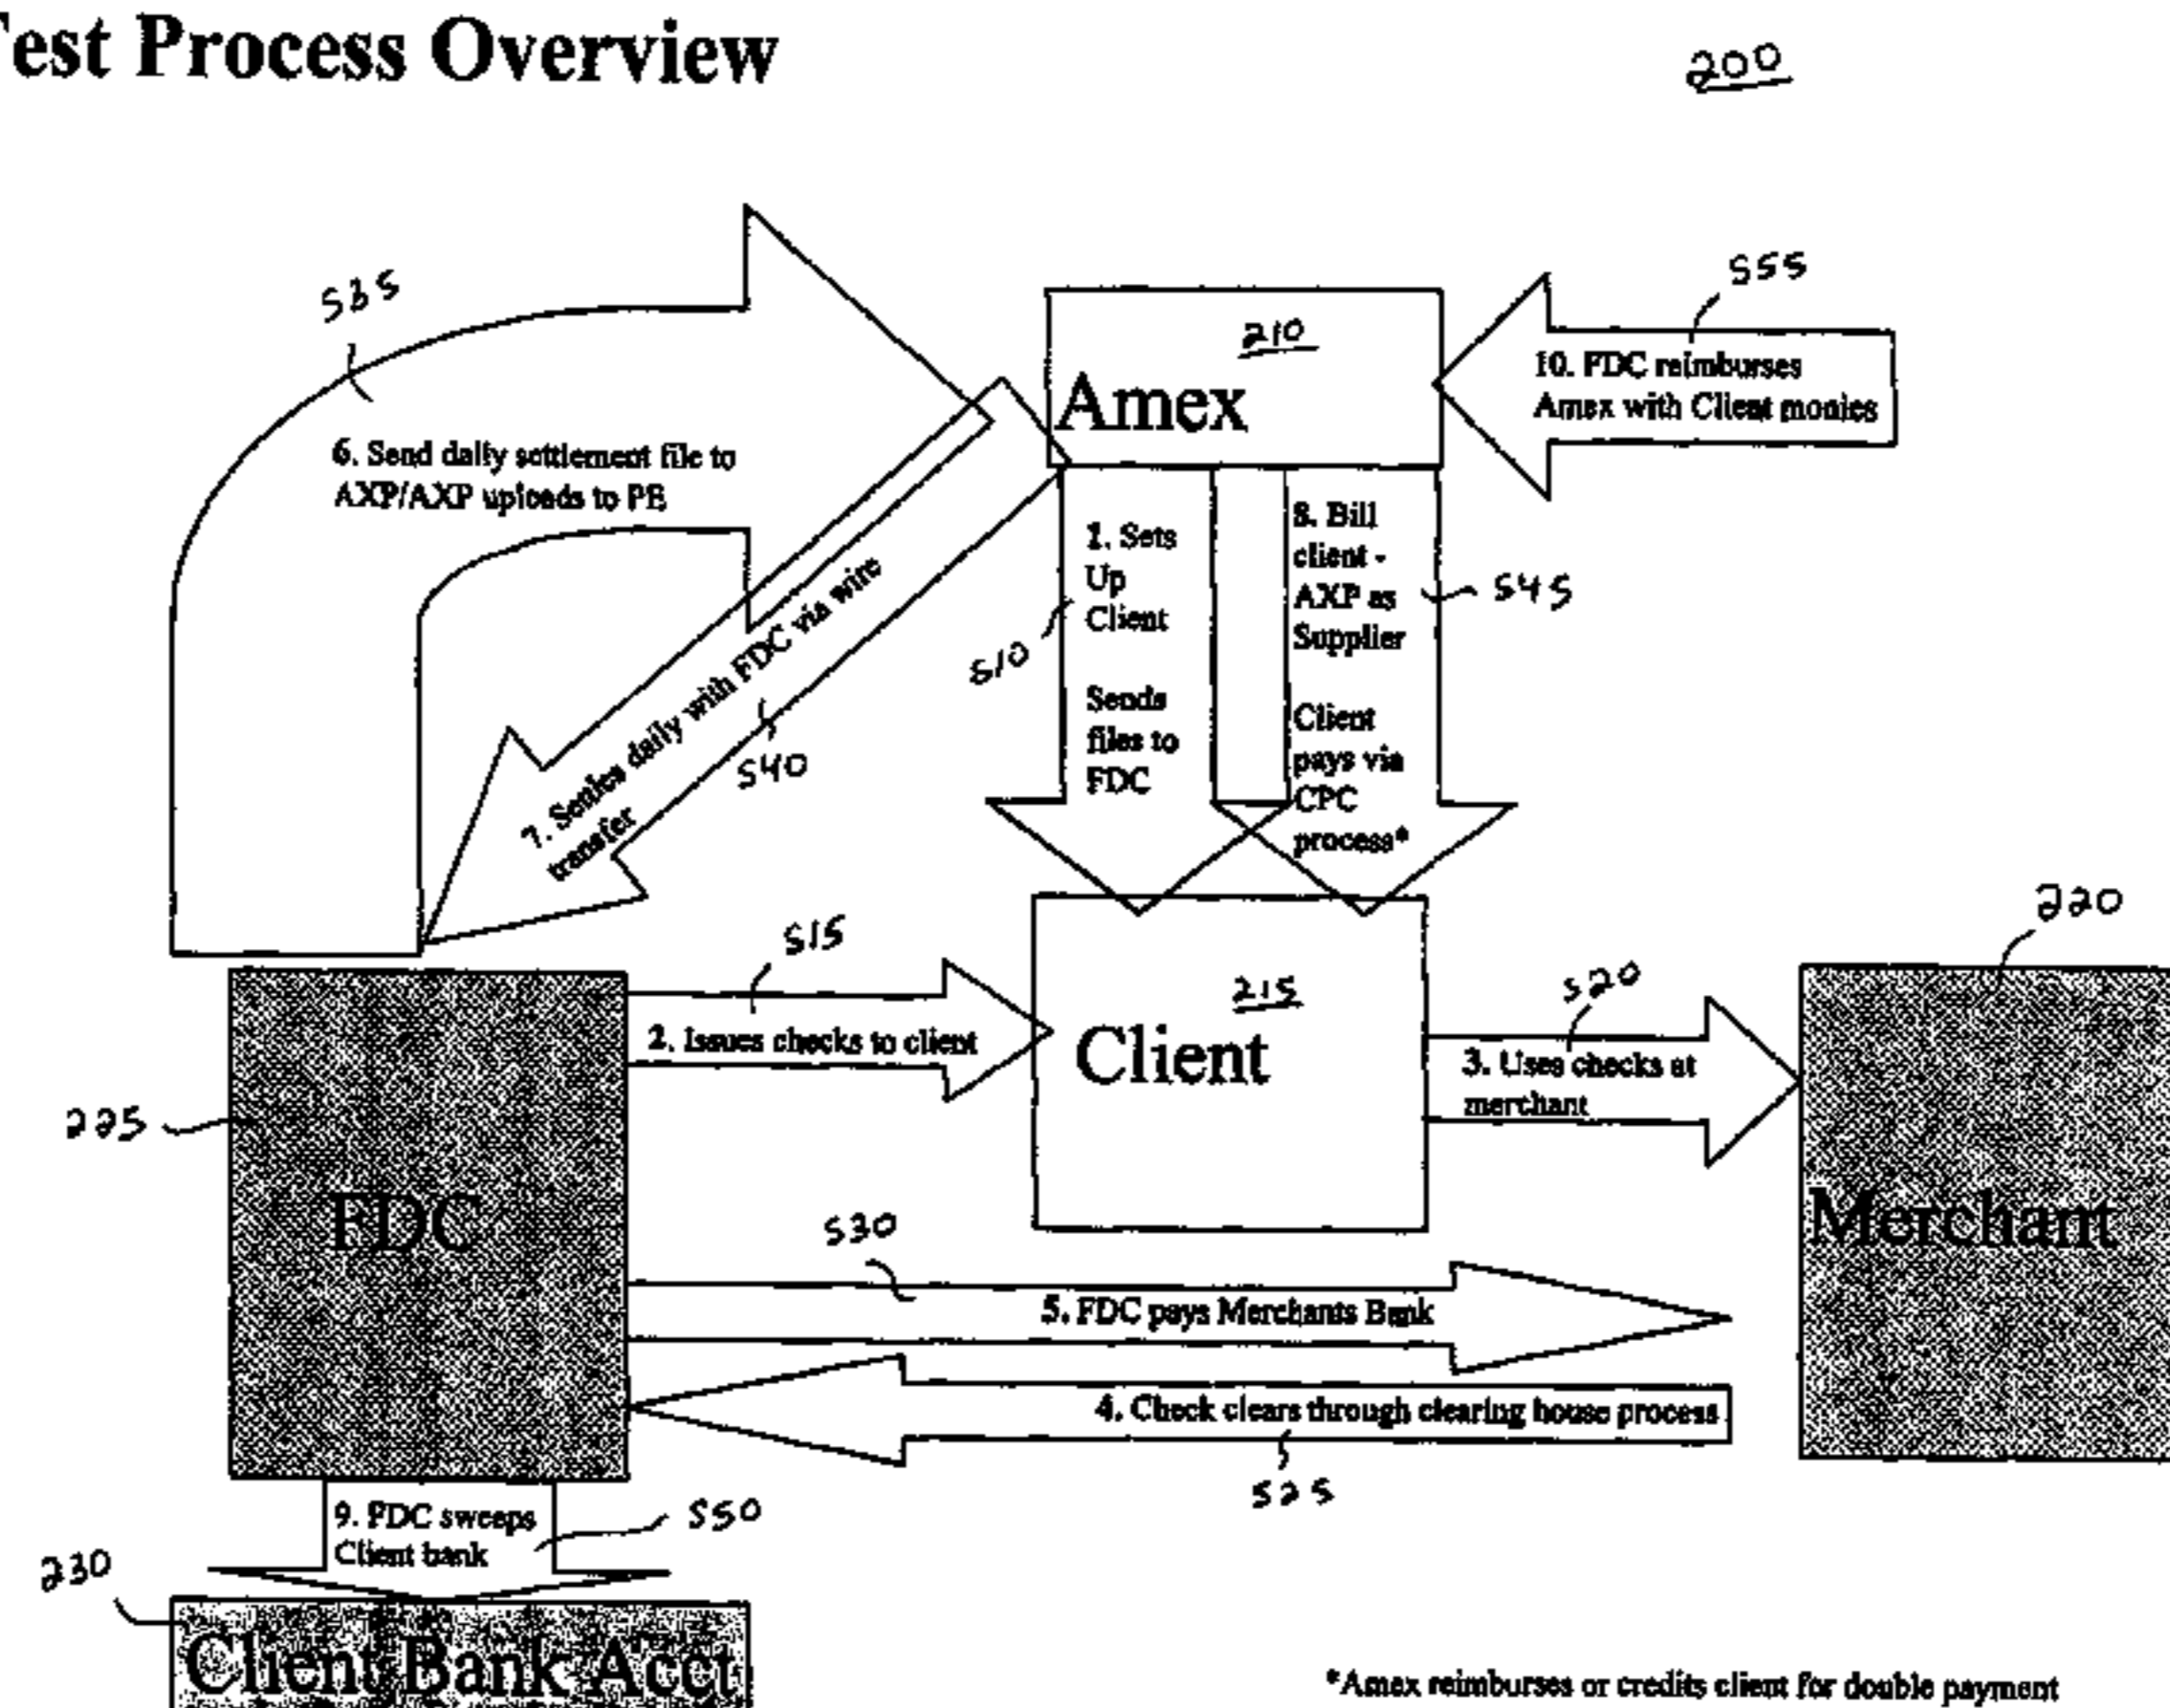 Test Process Overview
200
535
555
210
Amex
10. FDC reimburses
Amex with Client monies
6. Send daily settlement file to
AXP/AXP uploads to PE
1. Sets
Up
Client
Sends
files to
FDC
510
8. Bill
client -
AXP as
Supplier
Client
pays via
CPC
process*
545
7. Settles daily with FDC via wire
transfer
540
515
2. Issues checks to client
215
Client
520
3. Uses checks at
merchant
220
Merchant
225
FDC
530
5. FDC pays Merchants Bank
4. Check clears through clearing house process
525
9. FDC sweeps
Client bank
550
230
Client Bank Acct
*Amex reimburses or credits client for double payment